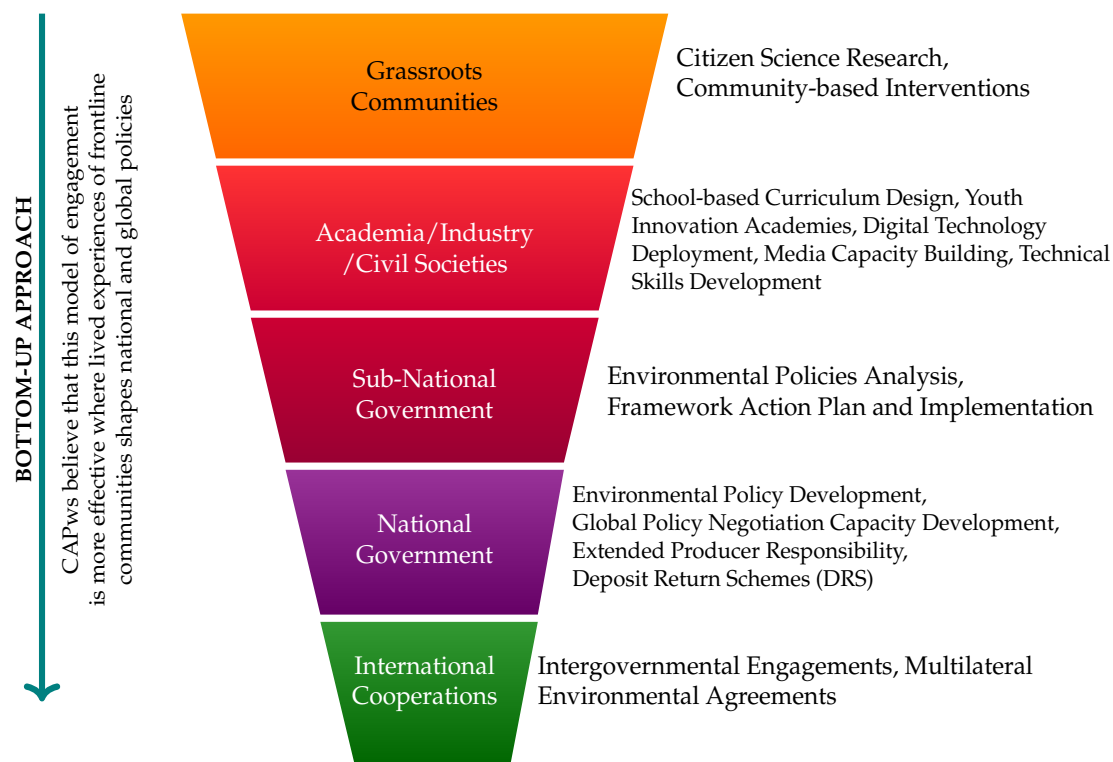 BOTTOM-UP APPROACH
CAPws believe that this model of engagement
is more effective where lived experiences of frontline
communities shapes national and global policies
Grassroots
Communities
Citizen Science Research,
Community-based Interventions
Academia/Industry
/Civil Societies
School-based Curriculum Design, Youth
Innovation Academies, Digital Technology
Deployment, Media Capacity Building, Technical
Skills Development
Sub-National
Government
Environmental Policies Analysis,
Framework Action Plan and Implementation
National
Government
Environmental Policy Development,
Global Policy Negotiation Capacity Development,
Extended Producer Responsibility,
Deposit Return Schemes (DRS)
International
Cooperations
Intergovernmental Engagements, Multilateral
Environmental Agreements